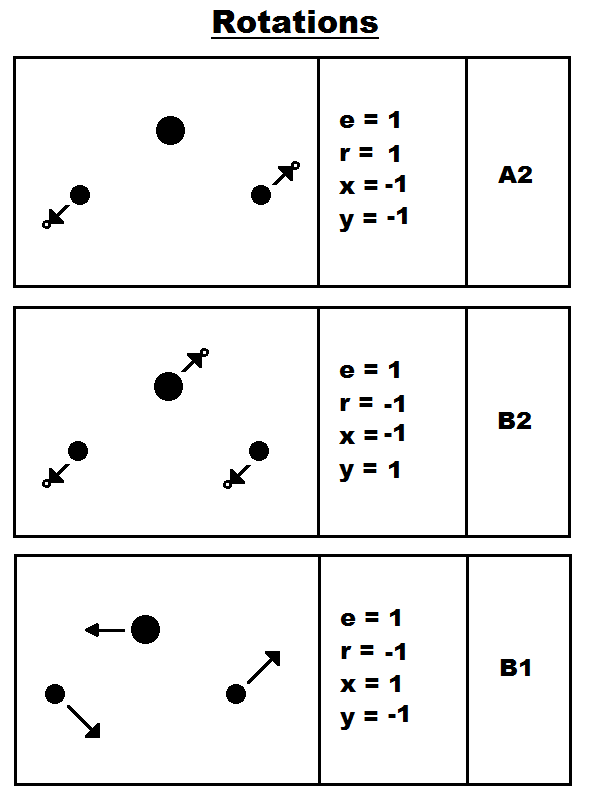 Rotations
e = 1
r = 1
x = -1
y = -1
A2
e = 1
r = -1
x = -1
y = 1
B2
e = 1
r = -1
x = 1
y = -1
B1